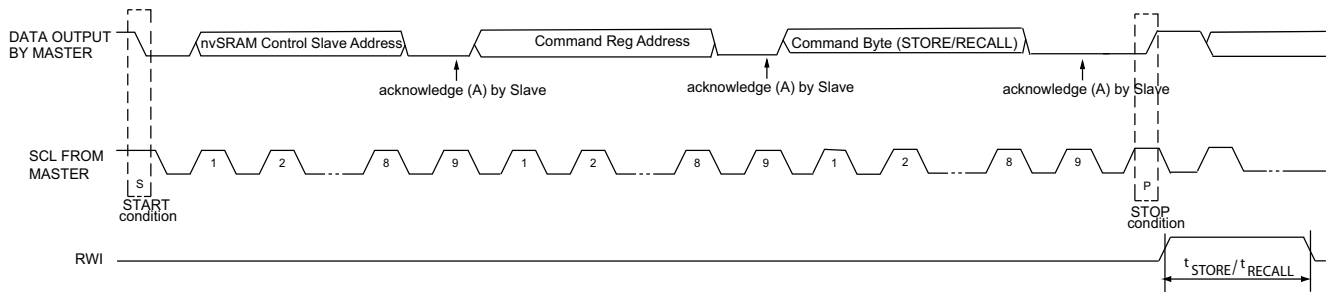 DATA OUTPUT
BY MASTER
nvSRAM Control Slave Address
Command Reg Address
Command Byte (STORE/RECALL)
acknowledge (A) by Slave
acknowledge (A) by Slave
acknowledge (A) by Slave
SCL FROM
MASTER
1 2 8 9 1 2 8 9 1 2 8 9
S
P
START
condition
STOP
condition
RWI
t STORE / t RECALL